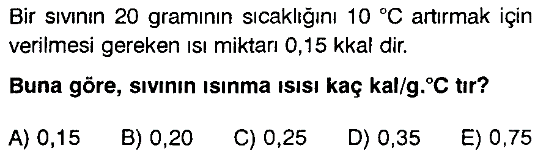 Bir sıvının 20 gramının sıcaklığını 10 °C artırmak için
verilmesi gereken ısı miktarı 0,15 kkal dir.
Buna göre, sıvının ısınma ısısı kaç kal/g.°C tır?
A) 0,15 B) 0,20 C) 0,25 D) 0,35 E) 0,75